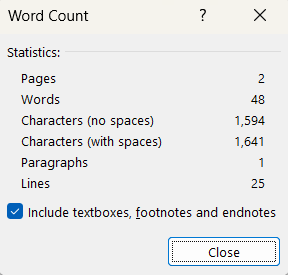 Word Count ? ×
Statistics:
Pages 2
Words 48
Characters (no spaces) 1,594
Characters (with spaces) 1,641
Paragraphs 1
Lines 25
Include textboxes, footnotes and endnotes
Close